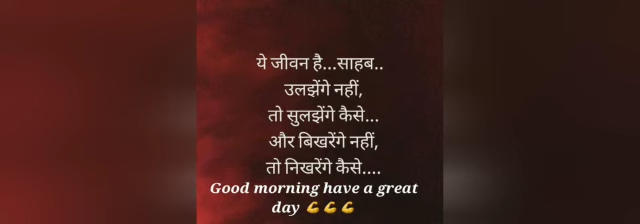 ये जीवन है...साहब..
उलझेंगे नहीं,
तो सुलझेंगे कैसे...
और बिखरेंगे नहीं,
तो निखरेंगे कैसे....
Good morning have a great
day 💪💪💪